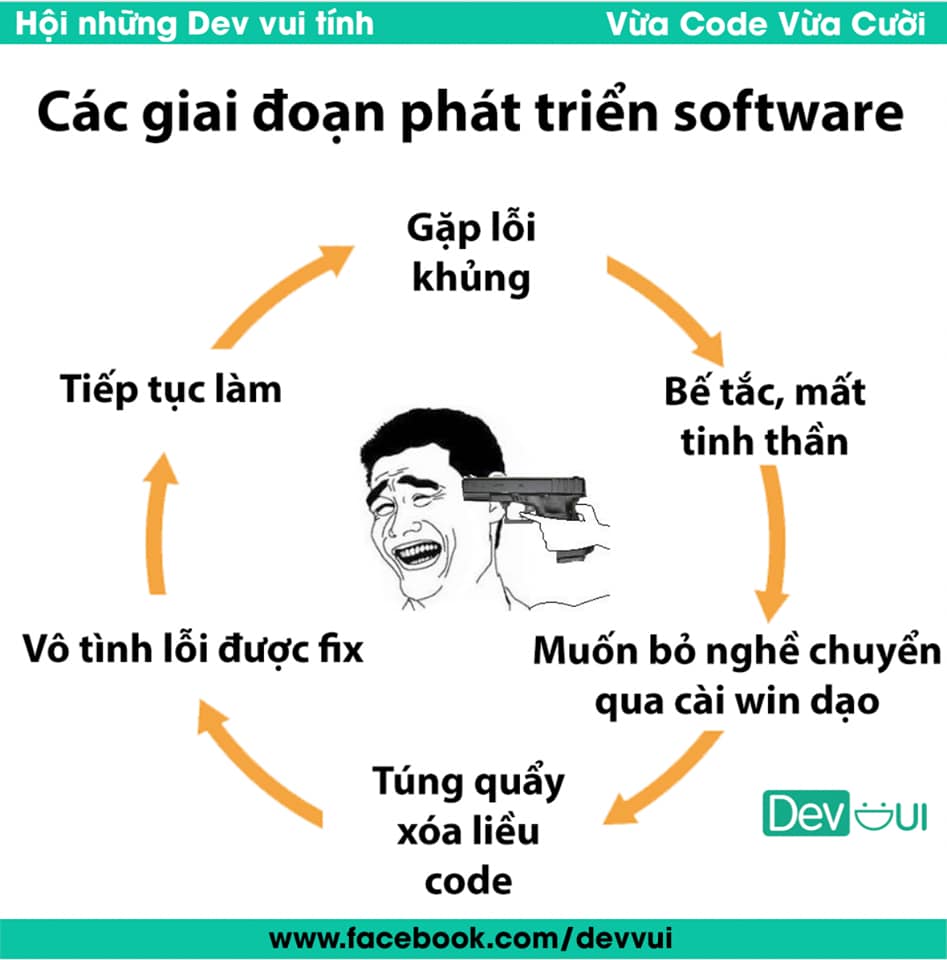 Hội những Dev vui tính
Vừa Code Vừa Cười
Các giai đoạn phát triển software
Gặp lỗi
khủng
Bế tắc, mất
tinh thần
Muốn bỏ nghề chuyển
qua cài win dạo
Túng quẩy
xóa liều
code
Vô tình lỗi được fix
Tiếp tục làm
Dev Vui
www.facebook.com/devvui